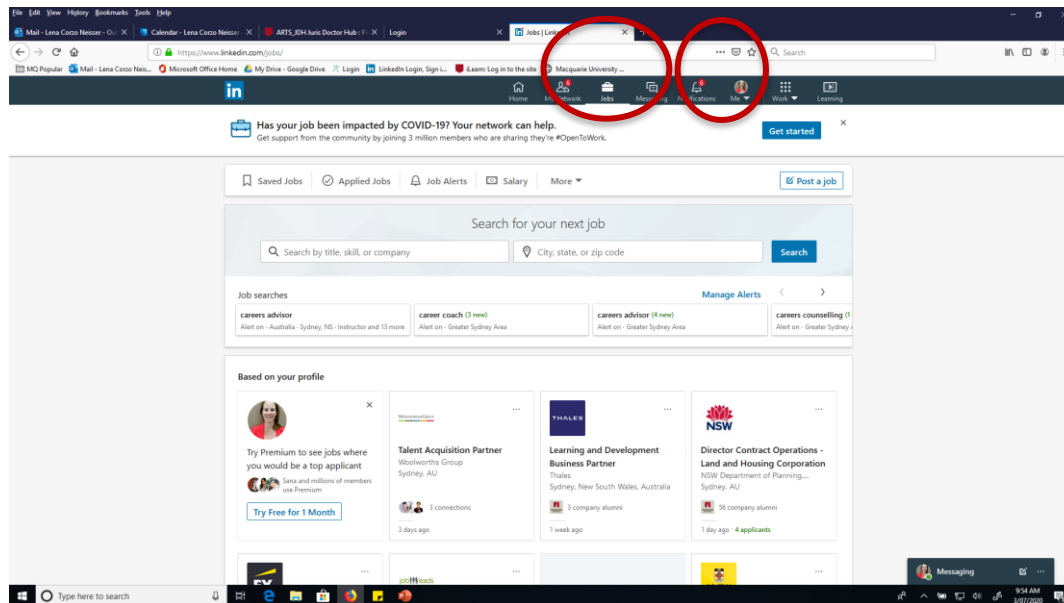 File Edit View History Bookmarks Tools Help
Mail - Lena Corzo Neisser - Ou Calendar - Lena Corzo Neisser ARTS_JDH Juris Doctor Hub : P Login Jobs | Linke
https://www.linkedin.com/jobs/ Search
MQ Popular Mail - Lena Corzo Neis... Microsoft Office Home My Drive - Google Drive Login LinkedIn Login, Sign i... iLearn: Log in to the site Macquarie University ...
in Home My Network Jobs Messaging Notifications Me Work Learning
Has your job been impacted by COVID-19? Your network can help.
Get support from the community by joining 3 million members who are sharing they're #OpenToWork.
Get started
Saved Jobs Applied Jobs Job Alerts Salary More Post a job
Search for your next job
Search by title, skill, or company City, state, or zip code Search
Job searches Manage Alerts
careers advisor career coach (3 new) careers advisor (4 new) careers counselling (1
Alert on - Australia - Sydney, NS - Instructor and 13 more Alert on - Greater Sydney Area Alert on - Greater Sydney Area Alert on - Greater Sydney
Based on your profile
Try Premium to see jobs where
you would be a top applicant
Sana and millions of members
use Premium
Try Free for 1 Month
Talent Acquisition Partner
Woolworths Group
Sydney, AU
3 connections
3 days ago
THALES
Learning and Development
Business Partner
Thales
Sydney, New South Wales, Australia
3 company alumni
1 week ago
NSW
Director Contract Operations -
Land and Housing Corporation
NSW Department of Planning,...
Sydney, AU
56 company alumni
1 day ago · 4 applicants
EY jobleads
Messaging
Type here to search 9:54 AM
3/07/2020